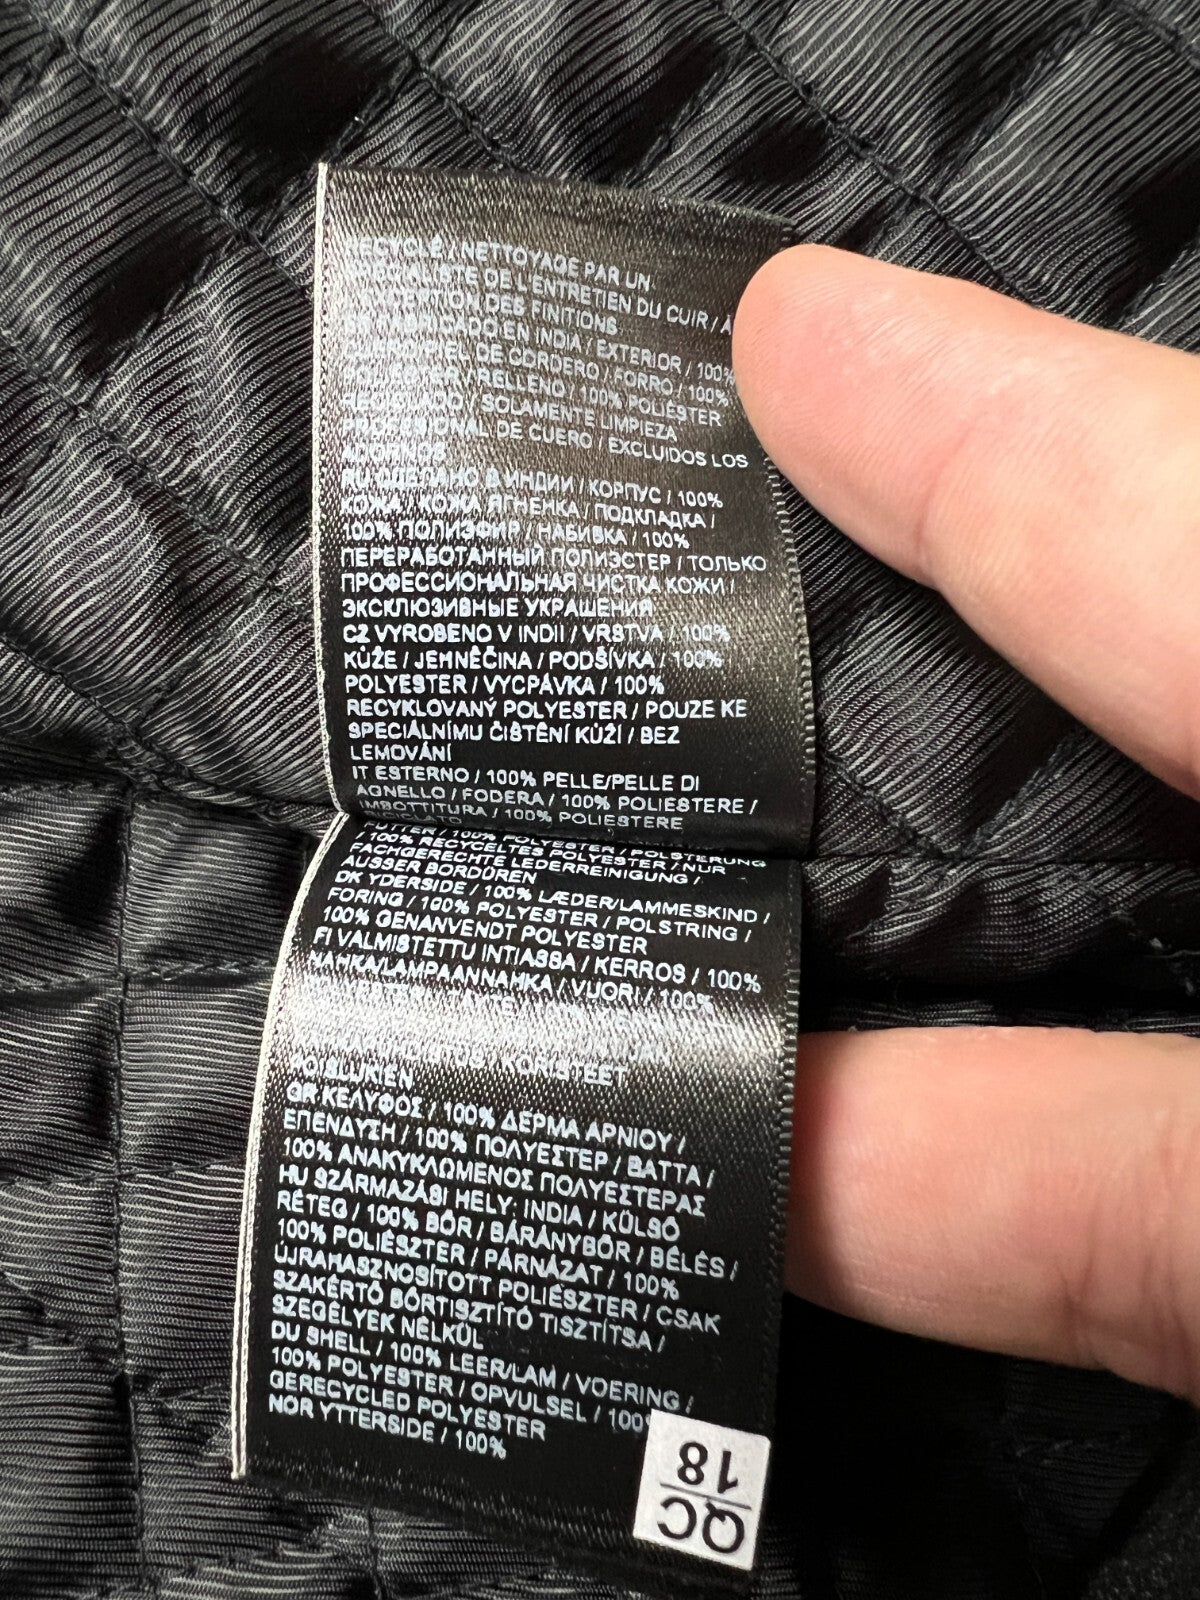 RECYCLÉ / NETTOYAGE PAR UN
SPÉCIALISTE DE L'ENTRETIEN DU CUIR / À
L'EXCEPTION DES FINITIONS
FABRICADO EN INDIA / EXTERIOR / 100%
CUERO/PIEL DE CORDERO / FORRO / 100%
POLIÉSTER / RELLENO / 100% POLIÉSTER
RECICLADO / SOLAMENTE LIMPIEZA
PROFESIONAL DE CUERO / EXCLUIDOS LOS
ADORNOS
RU СДЕЛАНО В ИНДИИ / КОРПУС / 100%
КОЖА / КОЖА ЯГНЕНКА / ПОДКЛАДКА /
100% ПОЛИЭФИР / НАБИВКА / 100%
ПЕРЕРАБОТАННЫЙ ПОЛИЭСТЕР / ТОЛЬКО
ПРОФЕССИОНАЛЬНАЯ ЧИСТКА КОЖИ /
ЭКСКЛЮЗИВНЫЕ УКРАШЕНИЯ
CZ VYROBENO V INDII / VRSTVA / 100%
KŮŽE / JEHNĚČINA / PODŠÍVKA / 100%
POLYESTER / VYCPÁVKA / 100%
RECYKLOVANÝ POLYESTER / POUZE KE
SPECIÁLNÍMU ČIŠTĚNÍ KŮŽÍ / BEZ
LEMOVÁNÍ
IT ESTERNO / 100% PELLE/PELLE DI
AGNELLO / FODERA / 100% POLIESTERE /
IMBOTTITURA / 100% POLIESTERE
FUTTER / 100% POLYESTER / POLSTERUNG
/ 100% RECYCELTES POLYESTER / NUR
FACHGERECHTE LEDERREINIGUNG /
AUSSER BORDÜREN
DK YDERSIDE / 100% LÆDER/LAMMESKIND /
FORING / 100% POLYESTER / POLSTRING /
100% GENANVENDT POLYESTER
FI VALMISTETTU INTIASSA / KERROS / 100%
NAHKA/LAMPAANNAHKA / VUORI / 100%
KORISTEET
POISLUKIEN
GR ΚΕΛΥΦΟΣ / 100% ΔΕΡΜΑ ΑΡΝΙΟΥ /
ΕΠΕΝΔΥΣΗ / 100% ΠΟΛΥΕΣΤΕΡ / ΒΑΤΤΑ /
100% ΑΝΑΚΥΚΛΩΜΕΝΟΣ ΠΟΛΥΕΣΤΕΡΑΣ
HU SZÁRMAZÁSI HELY: INDIA / KÜLSŐ
RÉTEG / 100% BŐR / BÁRÁNYBŐR / BÉLÉS /
100% POLIÉSZTER / PÁRNÁZAT / 100%
ÚJRAHASZNOSÍTOTT POLIÉSZTER / CSAK
SZAKÉRTŐ BŐRTISZTÍTÓ TISZTÍTSA /
SZEGÉLYEK NÉLKÜL
DU SHELL / 100% LEER/LAM / VOERING /
100% POLYESTER / OPVULSEL / 100%
GERECYCLED POLYESTER
NOR YTTERSIDE / 100%
QC
18